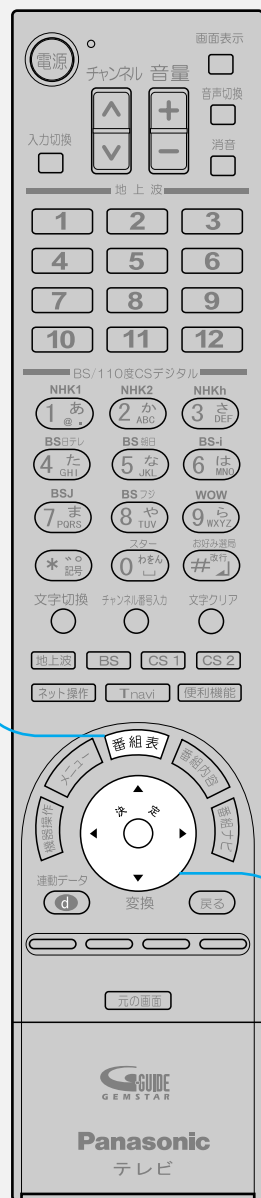 電源
画面表示
チャンネル 音量
音声切換
入力切換
消音
地上波
1 2 3
4 5 6
7 8 9
10 11 12
BS/110度CSデジタル
NHK1 NHK2 NHKh
1 あ @. 2 か ABC 3 さ DEF
BS日テレ BS朝日 BS-i
4 た GHI 5 な JKL 6 は MNO
BSJ BSフジ WOW
7 ま PQRS 8 や TUV 9 ら WXYZ
スター お好み選局
* 記号 0 わをん # 改行
文字切換 チャンネル番号入力 文字クリア
地上波 BS CS 1 CS 2
ネット操作 Tnavi 便利機能
番組表
メニュー 番組内容
機器操作 番組ナビ
決定
連動データ
d 変換 戻る
元の画面
G-GUIDE
GEMSTAR
Panasonic
テレビ